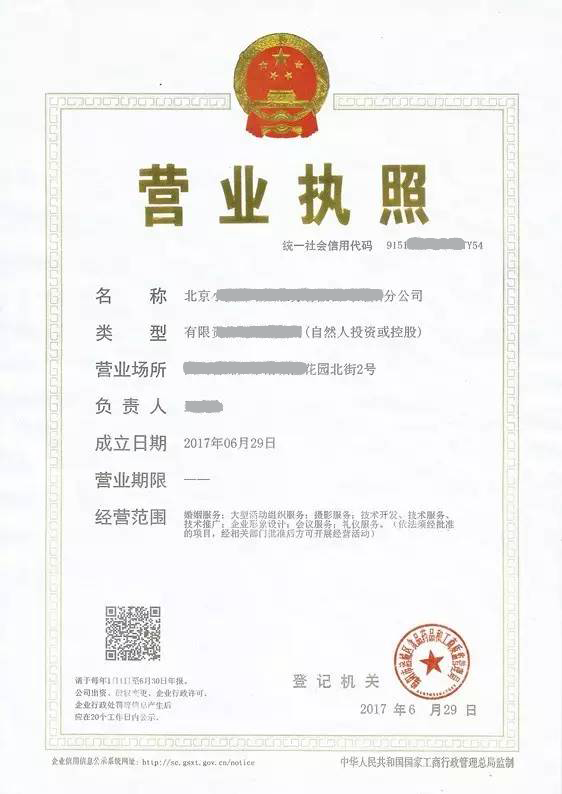 营业执照
统一社会信用代码 9151 TY54
名 称 北京 分公司
类 型 有限 (自然人投资或控股)
营业场所 花园北街2号
负责人
成立日期 2017年06月29日
营业期限 ——
经营范围 婚姻服务；大型活动组织服务；摄影服务；技术开发、技术服务、
技术推广；企业形象设计；会议服务；礼仪服务。（依法须经批准
的项目，经相关部门批准后方可开展经营活动）
请于每年1月1日至6月30日年报。
公司出资、股权变更、企业行政许可、
企业行政处罚等信息产生后
应在20个工作日内公示。
登记机关
2017 年 6 月 29 日
企业信用信息公示系统网址：http://sc.gsxt.gov.cn/notice
中华人民共和国国家工商行政管理总局监制